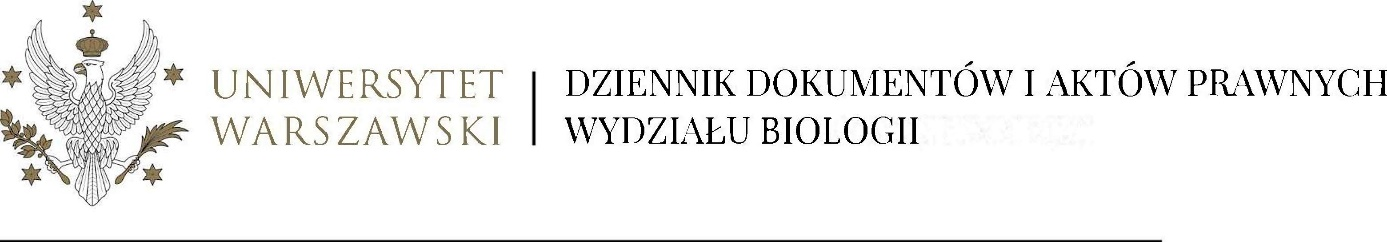 UNIWERSYTET
WARSZAWSKI
DZIENNIK DOKUMENTÓW I AKTÓW PRAWNYCH
WYDZIAŁU BIOLOGII